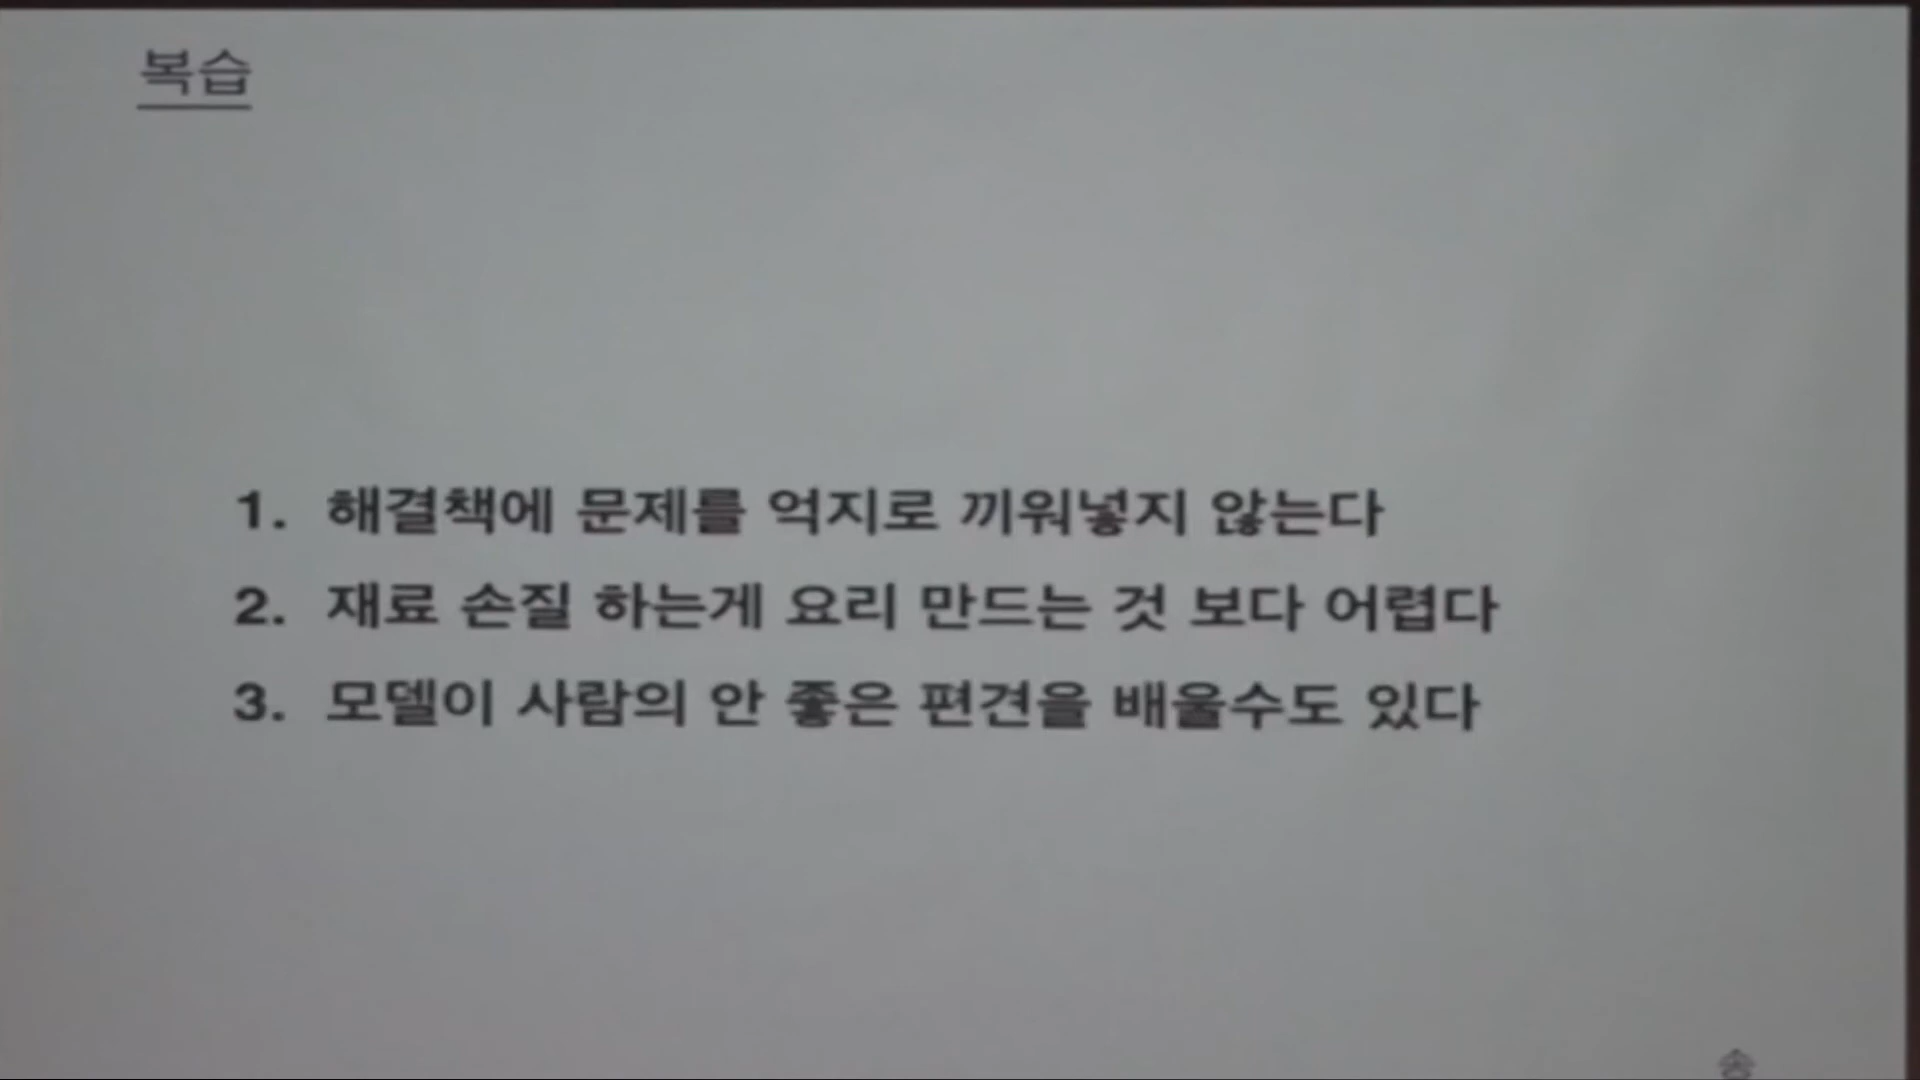 복습
1. 해결책에 문제를 억지로 끼워넣지 않는다
2. 재료 손질 하는게 요리 만드는 것 보다 어렵다
3. 모델이 사람의 안 좋은 편견을 배울수도 있다
송